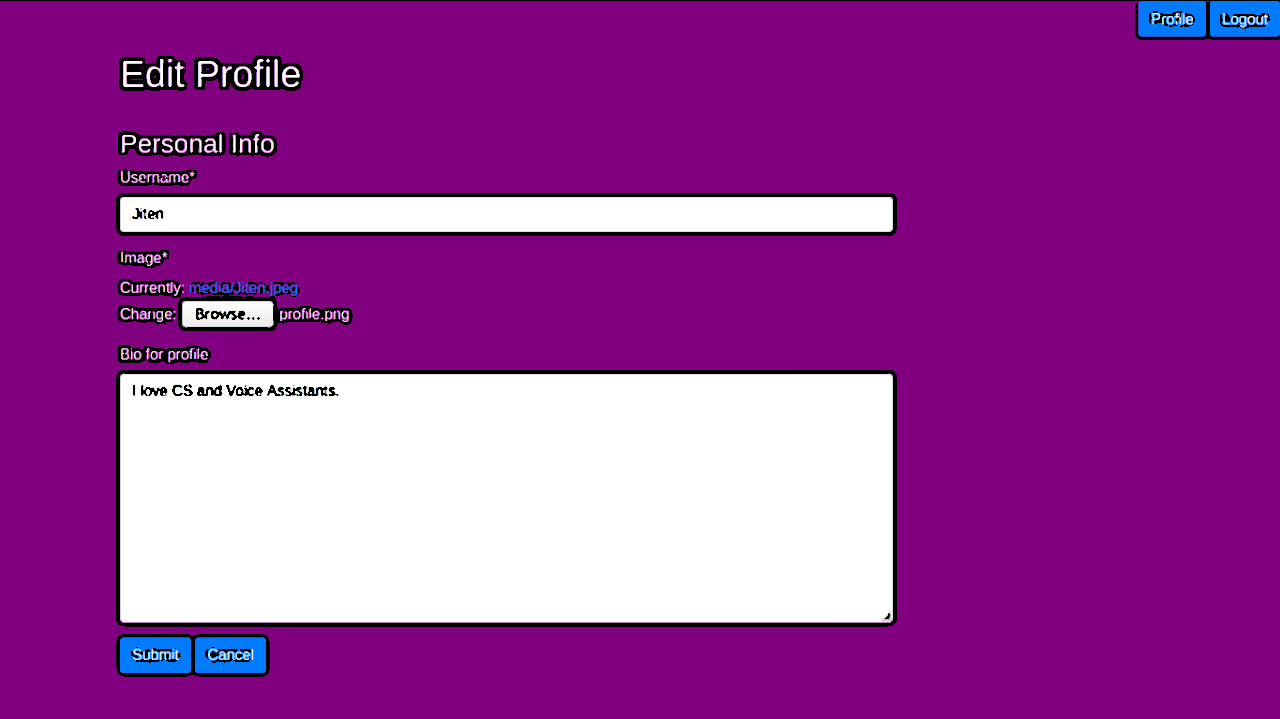 Profile Logout
Edit Profile
Personal Info
Username*
Jiten
Image*
Currently: media/Jiten.jpeg
Change: Browse... profile.png
Bio for profile
I love CS and Voice Assistants.
Submit Cancel